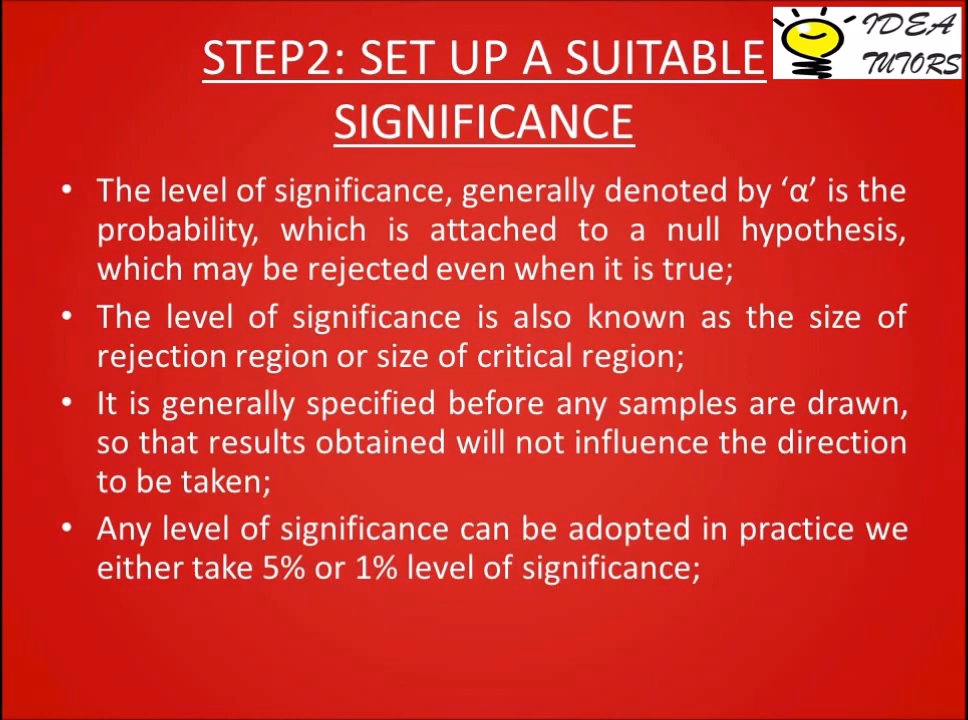 IDEA
TUTORS
STEP2: SET UP A SUITABLE
SIGNIFICANCE
• The level of significance, generally denoted by ‘α’ is the
probability, which is attached to a null hypothesis,
which may be rejected even when it is true;
• The level of significance is also known as the size of
rejection region or size of critical region;
• It is generally specified before any samples are drawn,
so that results obtained will not influence the direction
to be taken;
• Any level of significance can be adopted in practice we
either take 5% or 1% level of significance;